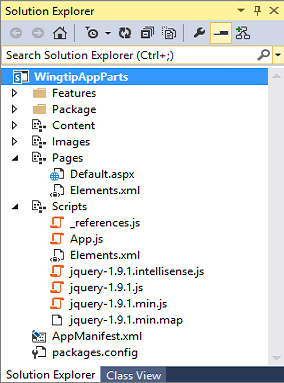 Solution Explorer
Search Solution Explorer (Ctrl+;)
WingtipAppParts
Features
Package
Content
Images
Pages
Default.aspx
Elements.xml
Scripts
_references.js
App.js
Elements.xml
jquery-1.9.1.intellisense.js
jquery-1.9.1.js
jquery-1.9.1.min.js
jquery-1.9.1.min.map
AppManifest.xml
packages.config
Solution Explorer Class View